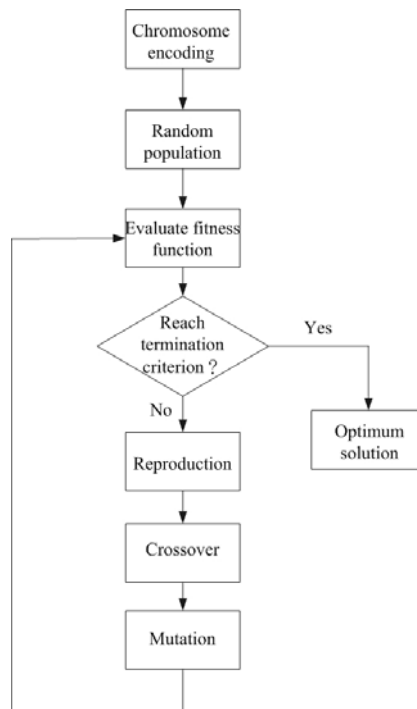 Chromosome
encoding
Random
population
Evaluate fitness
function
Reach
termination
criterion？
Yes
No
Optimum
solution
Reproduction
Crossover
Mutation